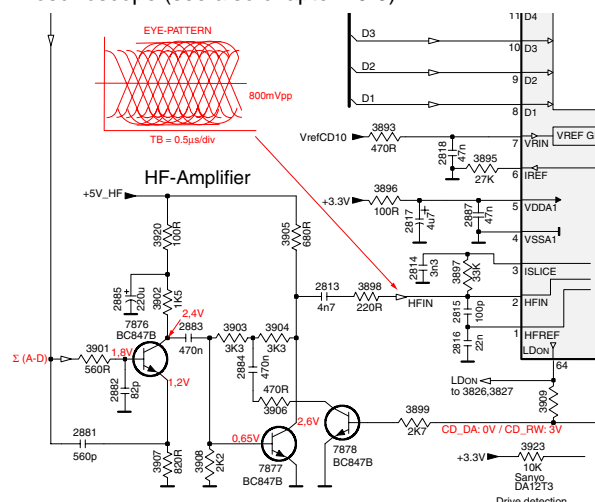 EYE-PATTERN
800mVpp
TB = 0.5µs/div
HF-Amplifier
+5V_HF
3920
100R
3905
680R
2885
220u
3902
1K5
7876
BC847B
2,4V
2883
470n
3903
3K3
3904
3K3
2884
470n
470R
3906
Σ (A-D)
3901
560R
1,8V
2882
82p
1,2V
2881
560p
3907
820R
3908
2K2
0,65V
7877
BC847B
2,6V
7878
BC847B
3899
2K7
CD_DA: 0V / CD_RW: 3V
+3.3V
3923
10K
Sanyo
DA12T3
Drive detection
2813
4n7
3898
220R
HFIN
D3
D2
D1
VrefCD10
3893
470R
2818
47n
3895
27K
+3.3V
3896
100R
2817
4u7
2887
47n
2814
3n3
3897
33K
2815
100p
2816
22n
LDON
to 3826,3827
3909
11
D4
10
D3
9
D2
8
D1
7
VRIN
VREF G
6
IREF
5
VDDA1
4
VSSA1
3
ISLICE
2
HFIN
1
HFREF
LDON
64